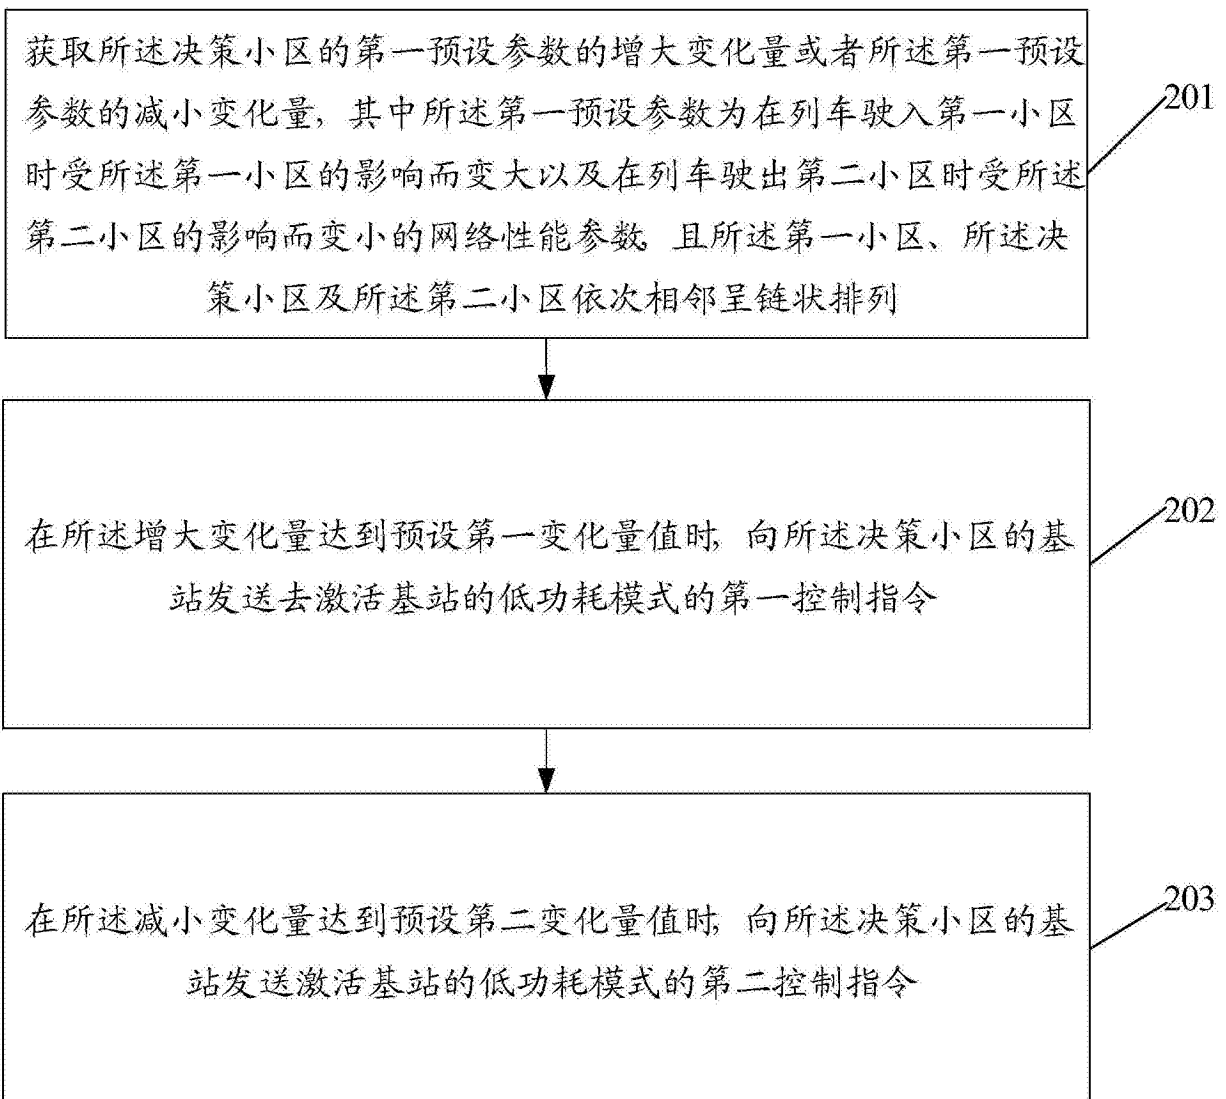 获取所述决策小区的第一预设参数的增大变化量或者所述第一预设
参数的减小变化量, 其中所述第一预设参数为在列车驶入第一小区
时受所述第一小区的影响而变大以及在列车驶出第二小区时受所述
第二小区的影响而变小的网络性能参数, 且所述第一小区、所述决
策小区及所述第二小区依次相邻呈链状排列
201
在所述增大变化量达到预设第一变化量值时, 向所述决策小区的基
站发送去激活基站的低功耗模式的第一控制指令
202
在所述减小变化量达到预设第二变化量值时, 向所述决策小区的基
站发送激活基站的低功耗模式的第二控制指令
203